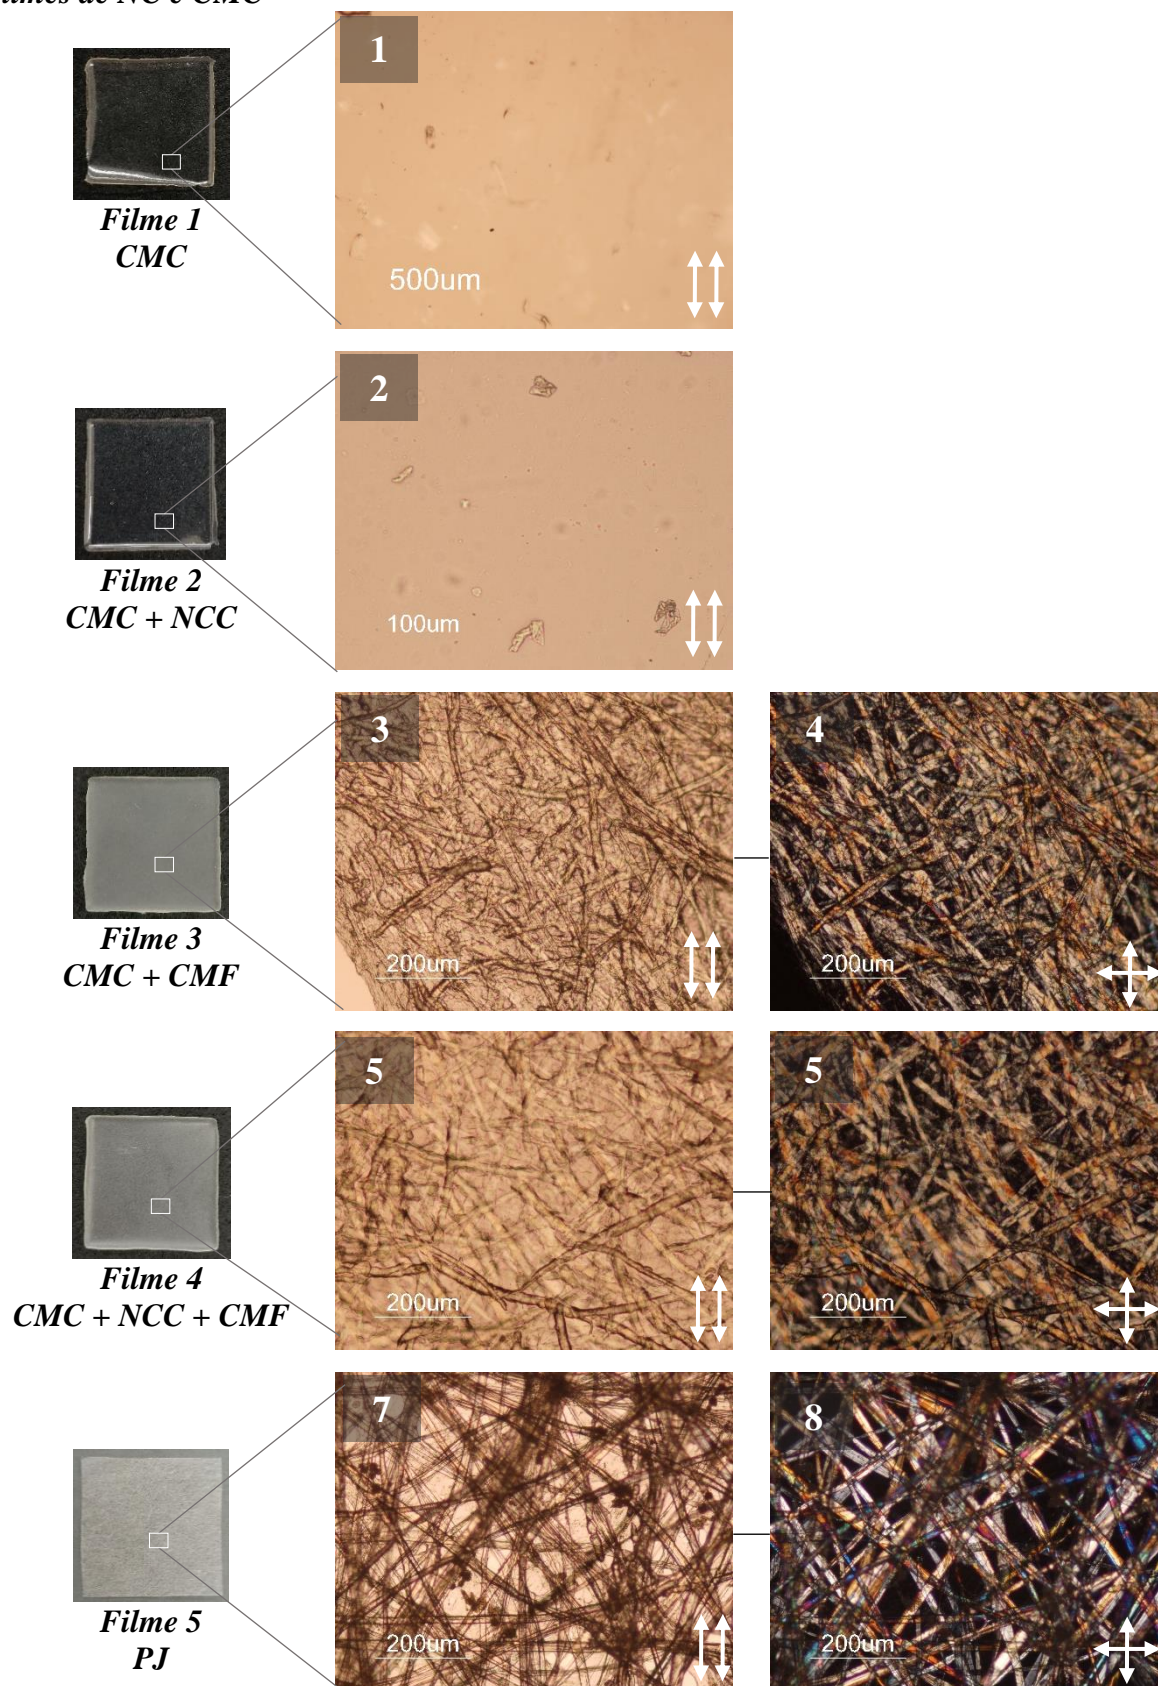 1
Filme 1
CMC
500um
2
Filme 2
CMC + NCC
100um
3
4
Filme 3
CMC + CMF
200um
200um
5
5
Filme 4
CMC + NCC + CMF
200um
200um
7
8
Filme 5
PJ
200um
200um